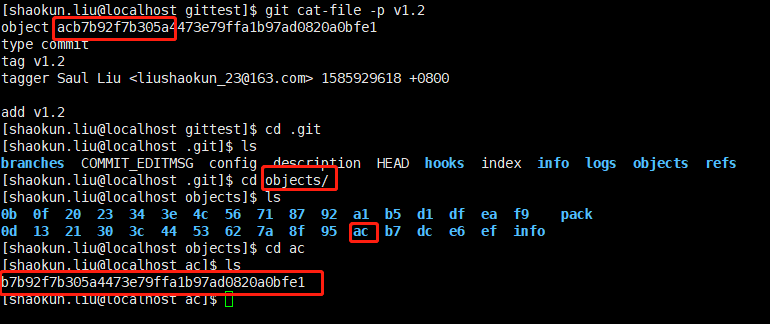 [shaokun.liu@localhost gittest]$ git cat-file -p v1.2
object acb7b92f7b305a4473e79ffa1b97ad0820a0bfe1
type commit
tag v1.2
tagger Saul Liu <liushaokun_23@163.com> 1585929618 +0800

add v1.2
[shaokun.liu@localhost gittest]$ cd .git
[shaokun.liu@localhost .git]$ ls
branches  COMMIT_EDITMSG  config  description  HEAD  hooks  index  info  logs  objects  refs
[shaokun.liu@localhost .git]$ cd objects/
[shaokun.liu@localhost objects]$ ls
0b  0f  20  23  34  3e  4c  56  71  87  92  a1  b5  d1  df  ea  f9    pack
0d  13  21  30  3c  44  53  62  7a  8f  95  ac  b7  dc  e6  ef  info
[shaokun.liu@localhost objects]$ cd ac
[shaokun.liu@localhost ac]$ ls
b7b92f7b305a4473e79ffa1b97ad0820a0bfe1
[shaokun.liu@localhost ac]$